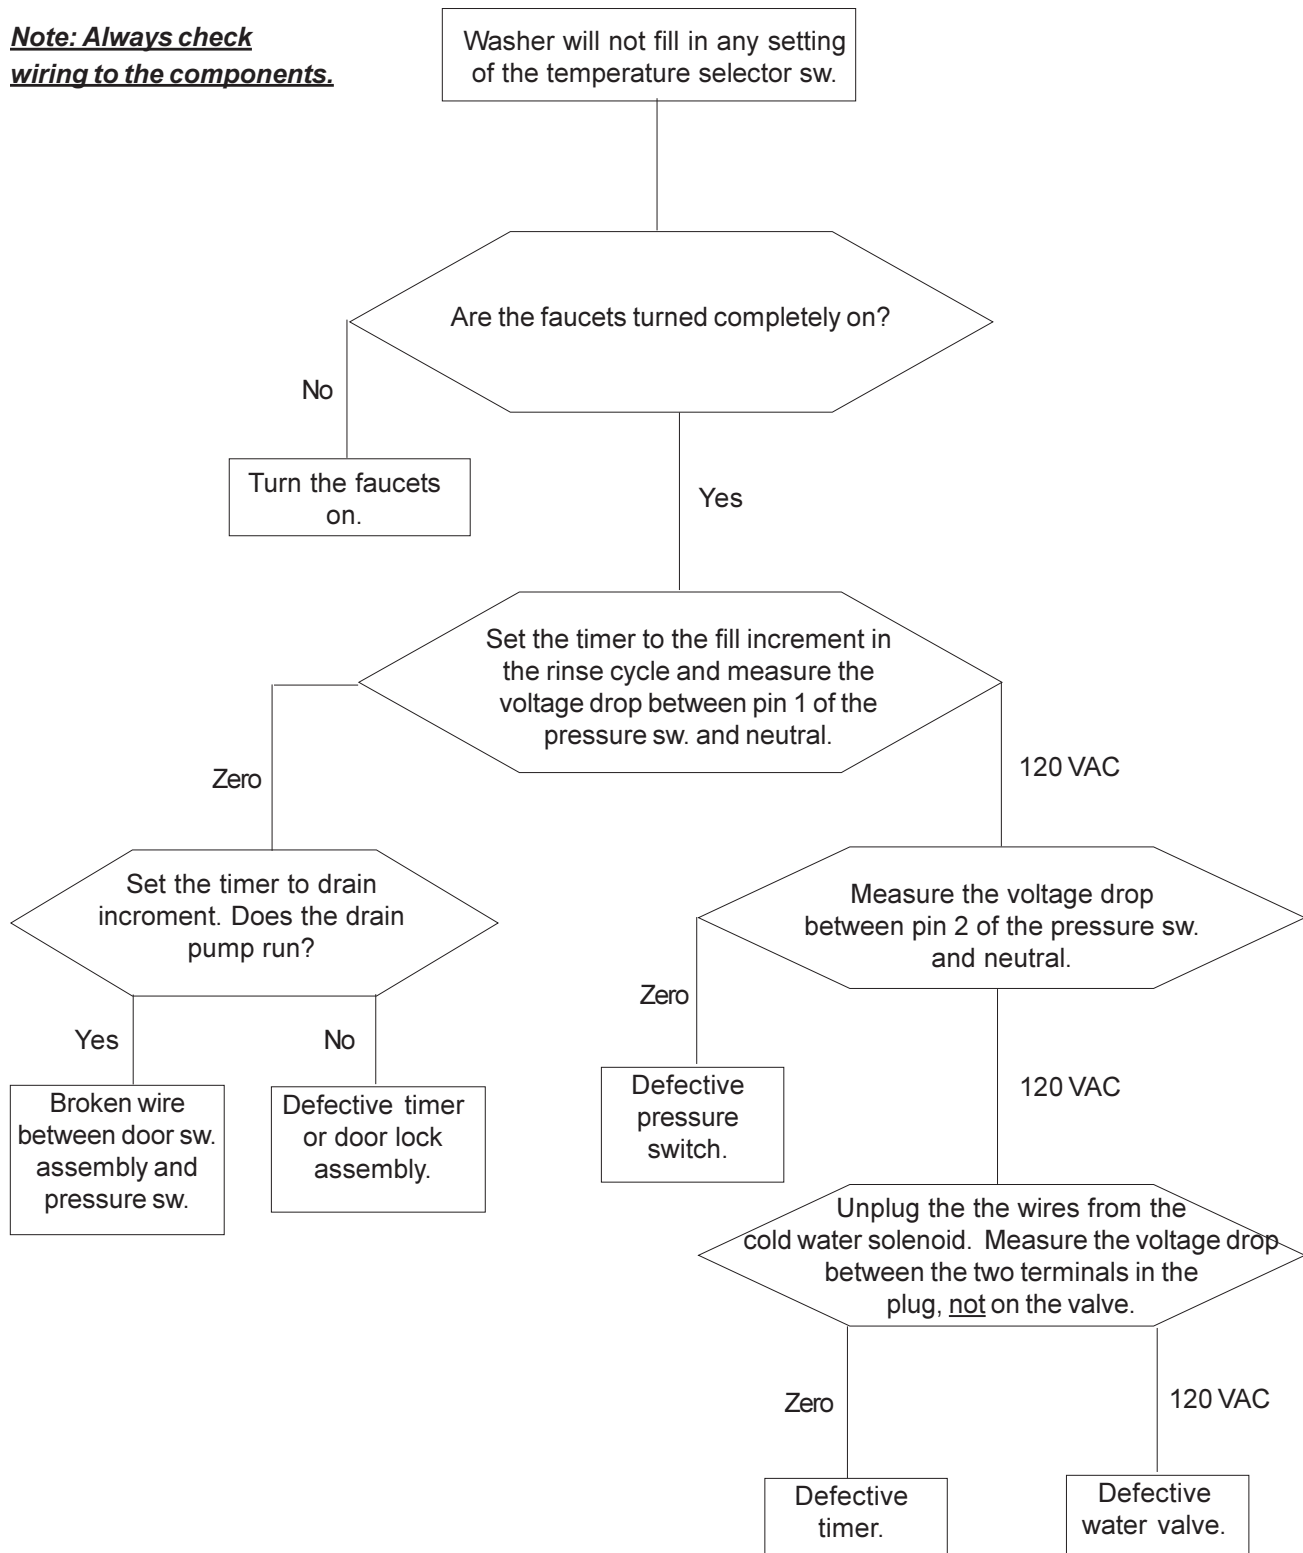 Note: Always check
wiring to the components.
Washer will not fill in any setting
of the temperature selector sw.
Are the faucets turned completely on?
No
Turn the faucets
on.
Yes
Set the timer to the fill increment in
the rinse cycle and measure the
voltage drop between pin 1 of the
pressure sw. and neutral.
Zero
120 VAC
Set the timer to drain
incroment. Does the drain
pump run?
Measure the voltage drop
between pin 2 of the pressure sw.
and neutral.
Yes
No
Zero
120 VAC
Broken wire
between door sw.
assembly and
pressure sw.
Defective timer
or door lock
assembly.
Defective
pressure
switch.
Unplug the the wires from the
cold water solenoid. Measure the voltage drop
between the two terminals in the
plug, not on the valve.
Zero
120 VAC
Defective
timer.
Defective
water valve.